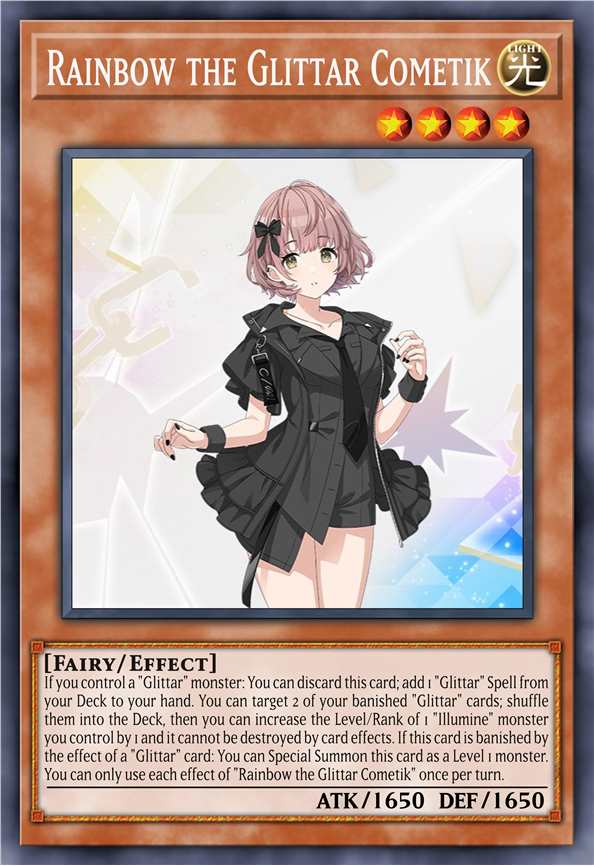 Rainbow the Glittar Cometik
LIGHT
光
[Fairy/Effect]
If you control a "Glittar" monster: You can discard this card; add 1 "Glittar" Spell from
your Deck to your hand. You can target 2 of your banished "Glittar" cards; shuffle
them into the Deck, then you can increase the Level/Rank of 1 "Illumine" monster
you control by 1 and it cannot be destroyed by card effects. If this card is banished by
the effect of a "Glittar" card: You can Special Summon this card as a Level 1 monster.
You can only use each effect of "Rainbow the Glittar Cometik" once per turn.
ATK/1650 DEF/1650